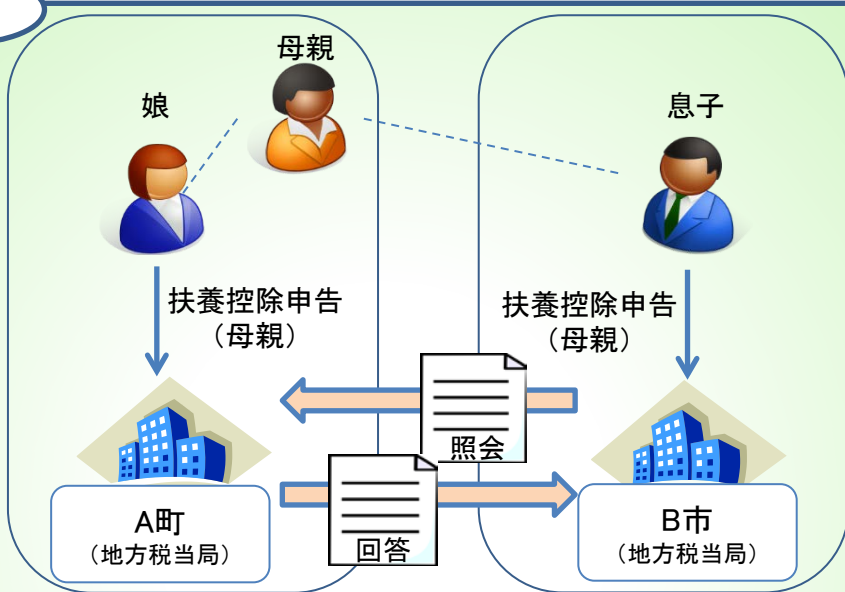 母親
娘
息子
扶養控除申告
（母親）
扶養控除申告
（母親）
照会
回答
A町
（地方税当局）
B市
（地方税当局）